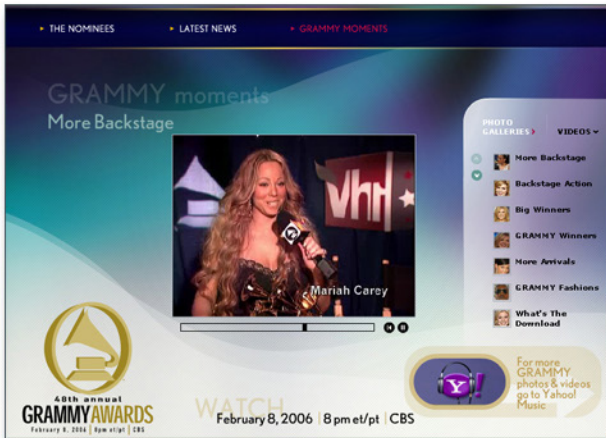 THE NOMINEES
LATEST NEWS
GRAMMY MOMENTS
GRAMMY moments
More Backstage
PHOTO
GALLERIES
VIDEOS
More Backstage
Backstage Action
Big Winners
GRAMMY Winners
More Arrivals
GRAMMY Fashions
What's The
Download
vh1
Mariah Carey
48th annual
GRAMMYAWARDS
February 8, 2006 | 8pm et/pt | CBS
WATCH
February 8, 2006 | 8 pm et/pt | CBS
Y!
For more
GRAMMY
photos & videos
go to Yahoo!
Music